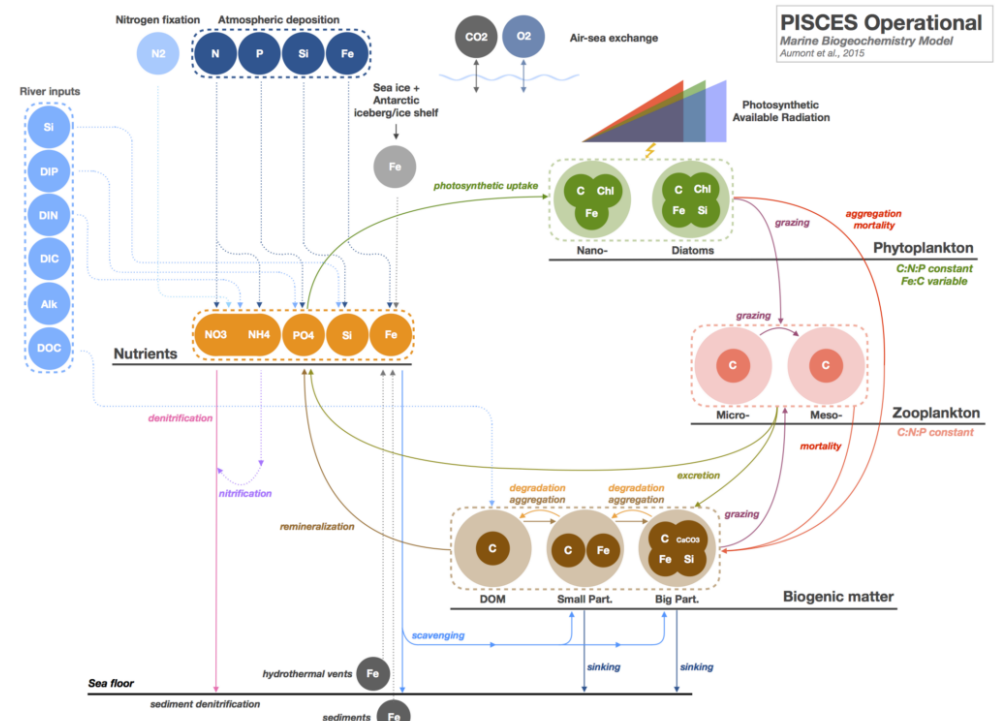 PISCES Operational
Marine Biogeochemistry Model
Aumont et al., 2015
Nitrogen fixation
Atmospheric deposition
N2
N
P
Si
Fe
CO2
O2
Air-sea exchange
River inputs
Si
DIP
DIN
DIC
Alk
DOC
Sea ice +
Antarctic
iceberg/ice shelf
Fe
Photosynthetic
Available Radiation
photosynthetic uptake
C
Chl
Fe
C
Chl
Fe
Si
Nano-
Diatoms
grazing
aggregation
mortality
Phytoplankton
C:N:P constant
Fe:C variable
NO3
NH4
PO4
Si
Fe
Nutrients
grazing
C
C
Micro-
Meso-
Zooplankton
C:N:P constant
denitrification
nitrification
remineralization
mortality
excretion
grazing
degradation
aggregation
degradation
aggregation
C
C
Fe
C
CaCO3
Fe
Si
DOM
Small Part.
Big Part.
Biogenic matter
scavenging
sinking
sinking
hydrothermal vents
Fe
Sea floor
sediment denitrification
sediments
Fe